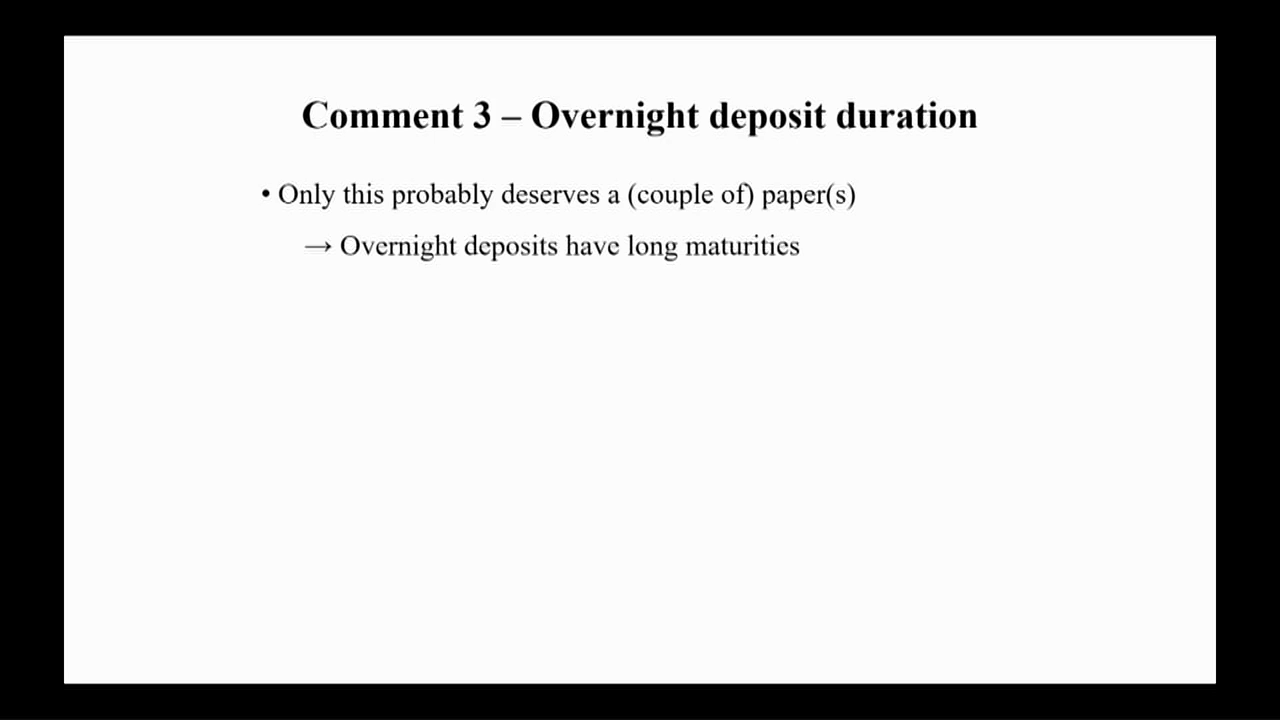 Comment 3 – Overnight deposit duration
• Only this probably deserves a (couple of) paper(s)
→ Overnight deposits have long maturities